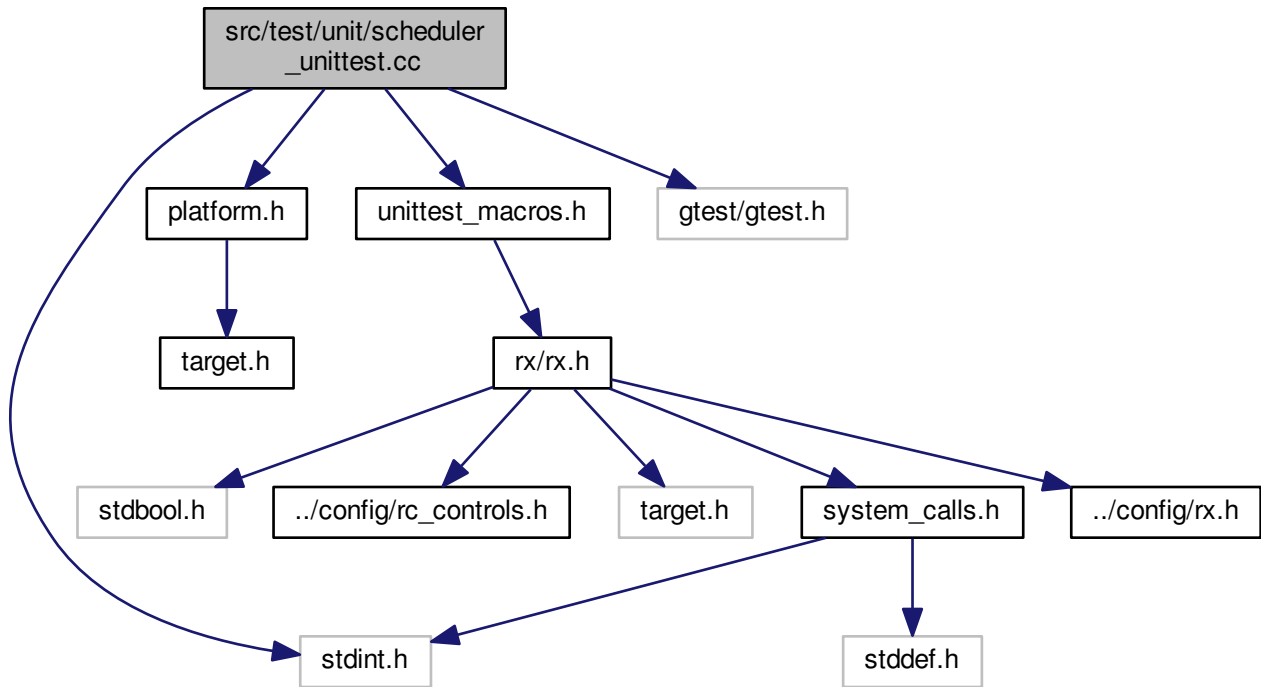 src/test/unit/scheduler
_unittest.cc
platform.h
unittest_macros.h
gtest/gtest.h
target.h
rx/rx.h
stdbool.h
../config/rc_controls.h
target.h
system_calls.h
../config/rx.h
stdint.h
stddef.h